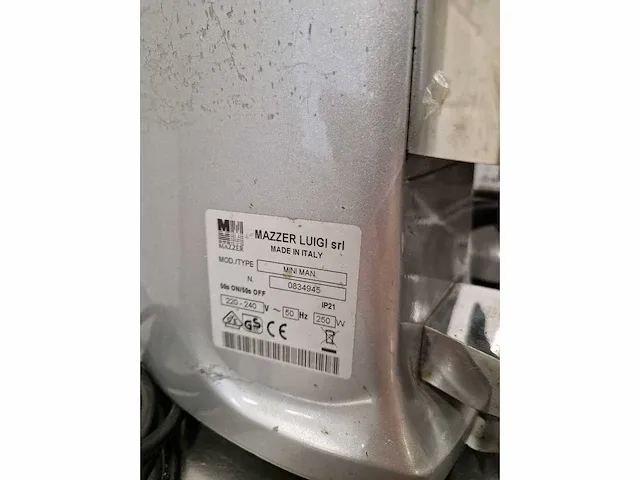 M
MAZZER
MAZZER LUIGI srl
MADE IN ITALY
MOD./TYPE MINI MAN.
N. 0834945
50s ON/50s OFF IP21
220 - 240 V ~ 50 Hz 250 W
GS CE